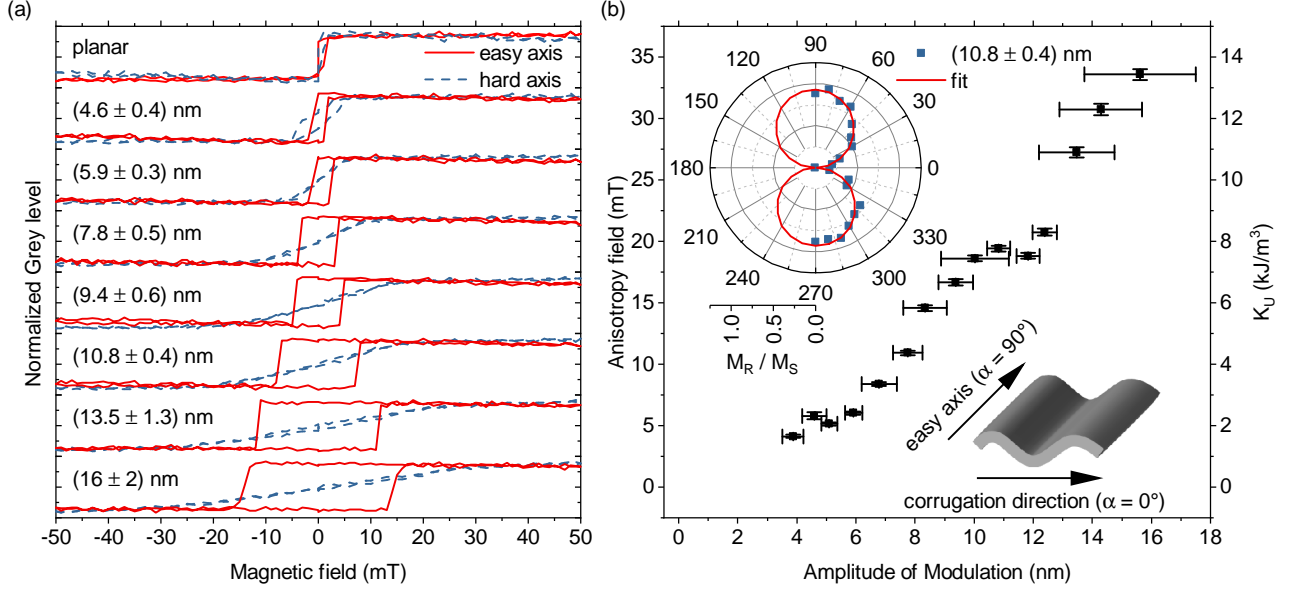 (a)
planar
easy axis
hard axis
(4.6 ± 0.4) nm
(5.9 ± 0.3) nm
(7.8 ± 0.5) nm
(9.4 ± 0.6) nm
(10.8 ± 0.4) nm
(13.5 ± 1.3) nm
(16 ± 2) nm
Normalized Grey level
-50 -40 -30 -20 -10 0 10 20 30 40 50
Magnetic field (mT)
(b)
35
30
25
20
15
10
5
0
Anisotropy field (mT)
90
120 60
150 30
180 0
210 330
240 300
270
(10.8 ± 0.4) nm
fit
1.0 0.5 0.0
M_R / M_S
easy axis (α = 90°)
corrugation direction (α = 0°)
14
12
10
8
6
4
2
0
K_U (kJ/m³)
0 2 4 6 8 10 12 14 16 18
Amplitude of Modulation (nm)